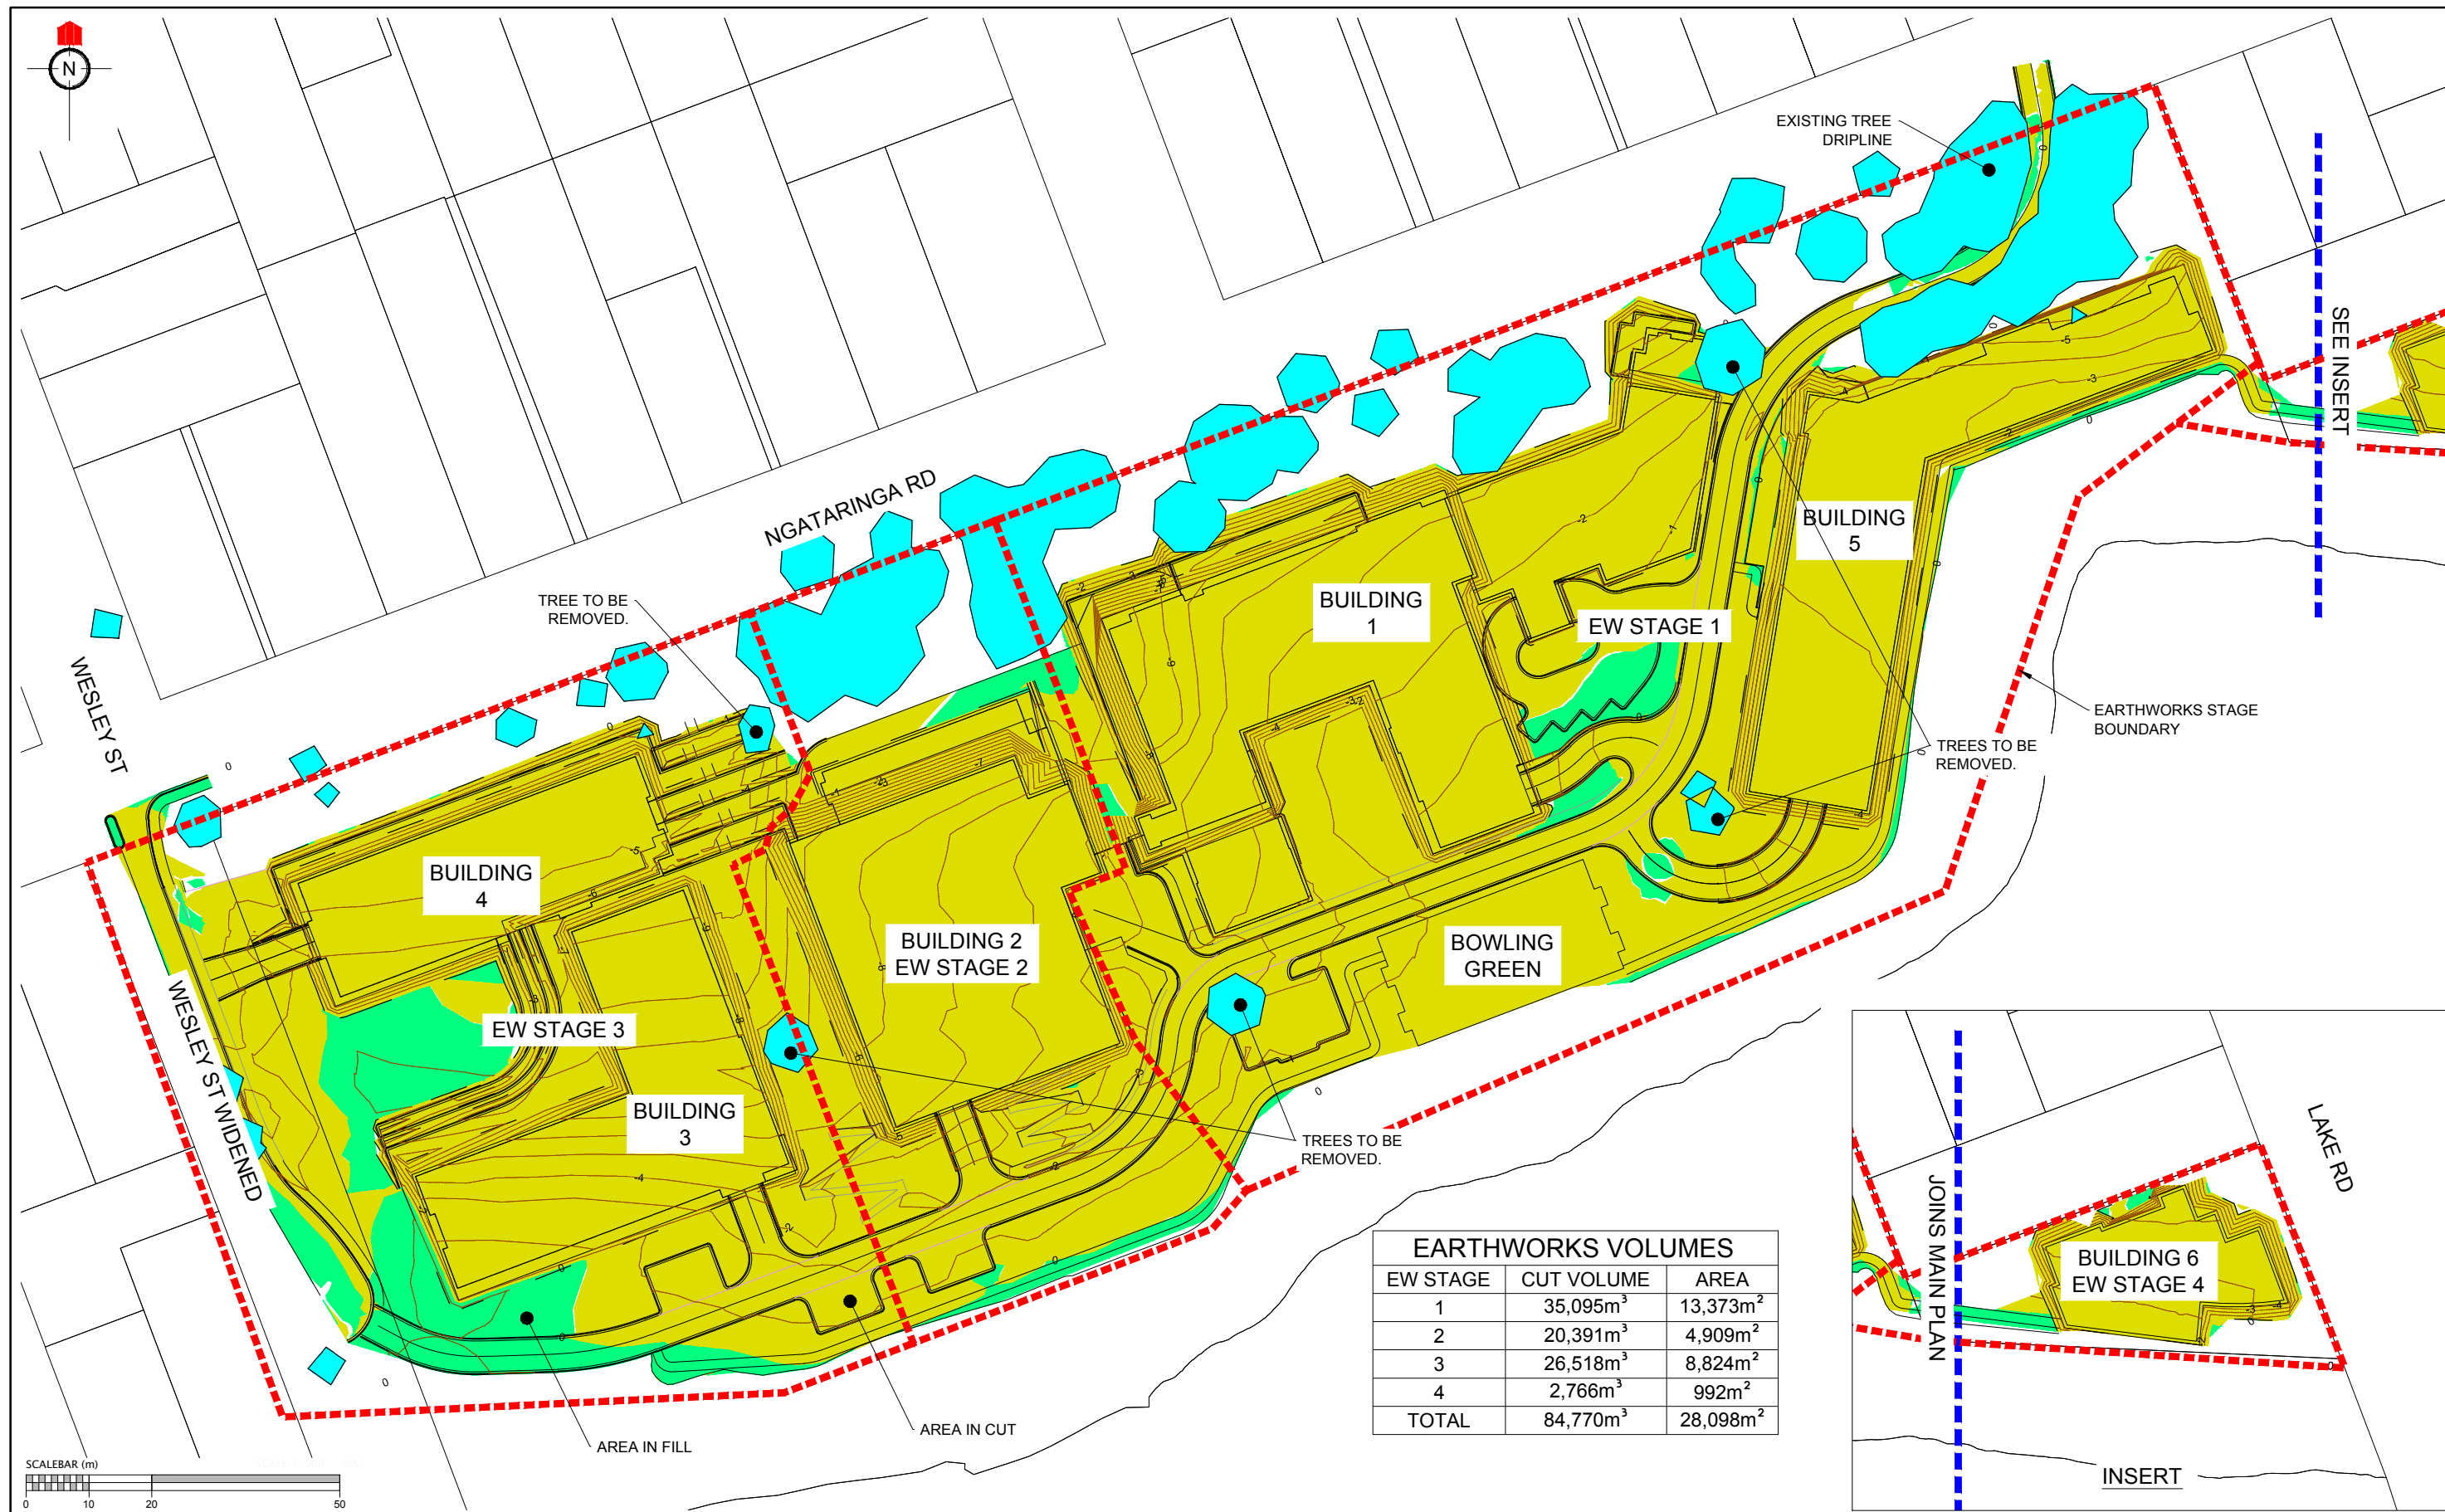 N
EXISTING TREE
DRIPLINE
SEE INSERT
NGATARINGA RD
TREE TO BE
REMOVED.
WESLEY ST
BUILDING
5
BUILDING
1
EW STAGE 1
EARTHWORKS STAGE
BOUNDARY
TREES TO BE
REMOVED.
BUILDING
4
BUILDING 2
EW STAGE 2
BOWLING
GREEN
EW STAGE 3
WESLEY ST WIDENED
BUILDING
3
TREES TO BE
REMOVED.
AREA IN FILL
AREA IN CUT
EARTHWORKS VOLUMES
EW STAGE CUT VOLUME AREA
1 35,095m³ 13,373m²
2 20,391m³ 4,909m²
3 26,518m³ 8,824m²
4 2,766m³ 992m²
TOTAL 84,770m³ 28,098m²
LAKE RD
JOINS MAIN PLAN
BUILDING 6
EW STAGE 4
INSERT
SCALEBAR (m)
0 10 20 50